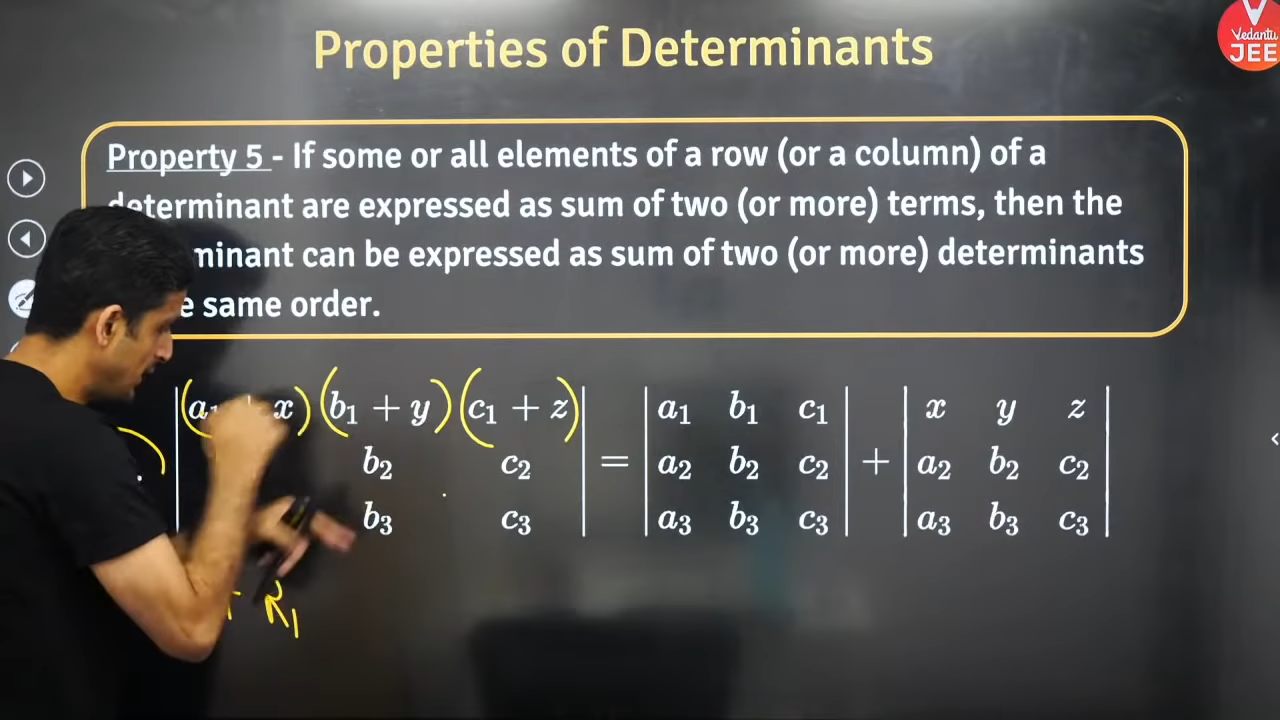 Properties of Determinants
Vedantu
JEE
Property 5 - If some or all elements of a row (or a column) of a
determinant are expressed as sum of two (or more) terms, then the
minant can be expressed as sum of two (or more) determinants
e same order.
(a₁ + x) (b₁ + y) (c₁ + z) a₁ b₁ c₁ x y z
b₂ c₂ = a₂ b₂ c₂ + a₂ b₂ c₂
b₃ c₃ a₃ b₃ c₃ a₃ b₃ c₃
R₁